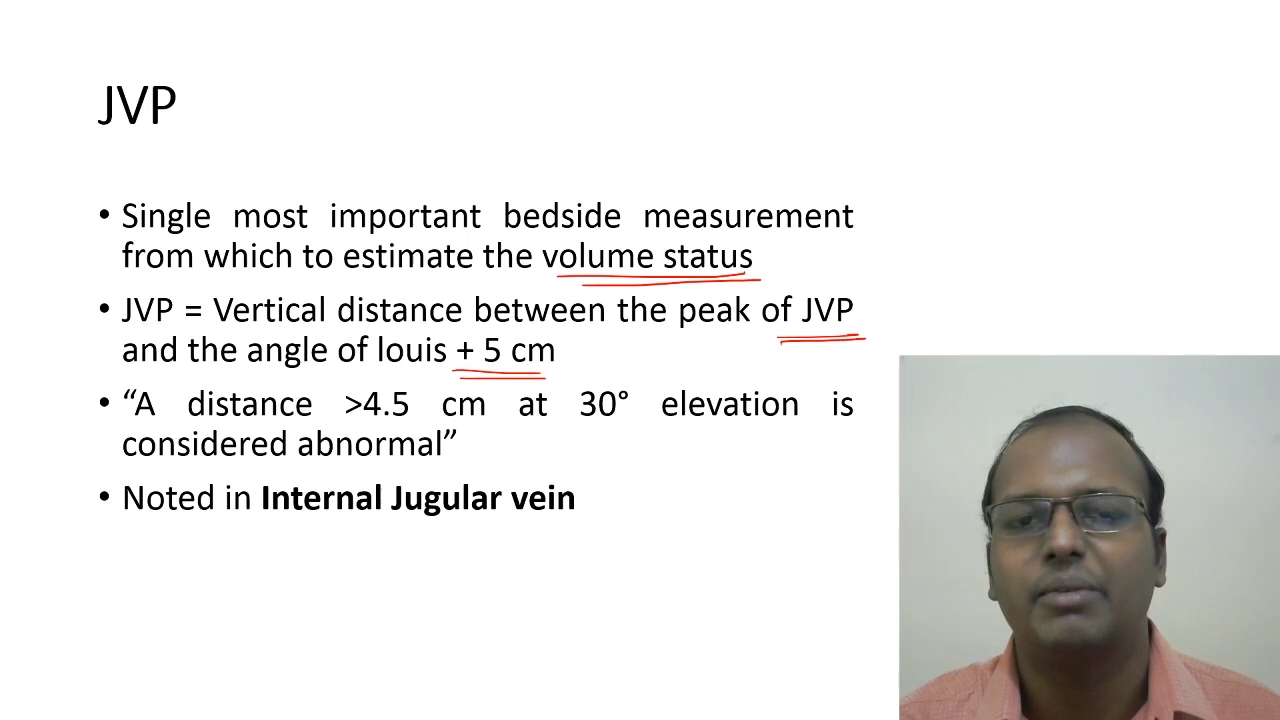 JVP
• Single most important bedside measurement
from which to estimate the volume status
• JVP = Vertical distance between the peak of JVP
and the angle of louis + 5 cm
• “A distance >4.5 cm at 30° elevation is
considered abnormal”
• Noted in Internal Jugular vein